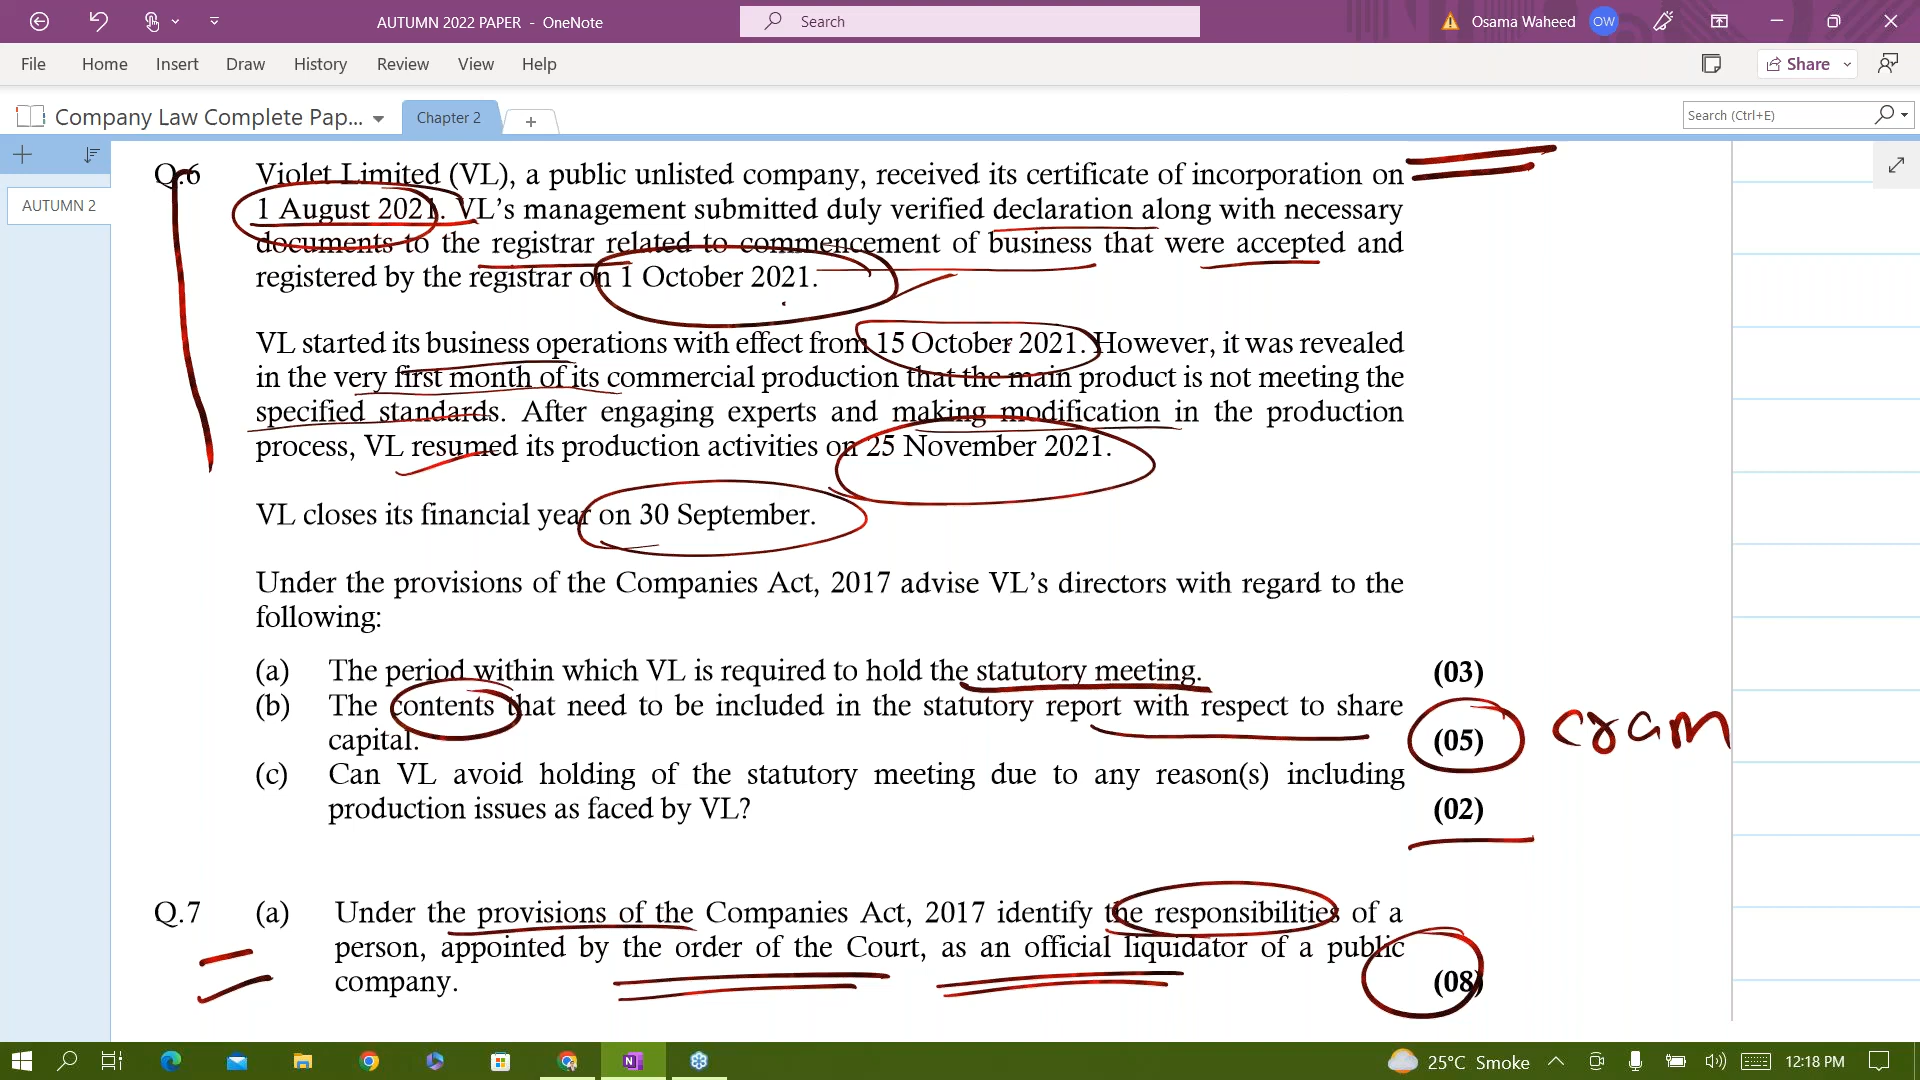 AUTUMN 2022 PAPER - OneNote
Search
Osama Waheed
OW
File Home Insert Draw History Review View Help
Share
Company Law Complete Pap...
Chapter 2
+
Search (Ctrl+E)
AUTUMN 2
Q.6 Violet Limited (VL), a public unlisted company, received its certificate of incorporation on
1 August 2021. VL's management submitted duly verified declaration along with necessary
documents to the registrar related to commencement of business that were accepted and
registered by the registrar on 1 October 2021.
VL started its business operations with effect from 15 October 2021. However, it was revealed
in the very first month of its commercial production that the main product is not meeting the
specified standards. After engaging experts and making modification in the production
process, VL resumed its production activities on 25 November 2021.
VL closes its financial year on 30 September.
Under the provisions of the Companies Act, 2017 advise VL's directors with regard to the
following:
(a) The period within which VL is required to hold the statutory meeting. (03)
(b) The contents that need to be included in the statutory report with respect to share
capital. (05) cram
(c) Can VL avoid holding of the statutory meeting due to any reason(s) including
production issues as faced by VL? (02)
Q.7 (a) Under the provisions of the Companies Act, 2017 identify the responsibilities of a
person, appointed by the order of the Court, as an official liquidator of a public
company. (08)
N
25°C Smoke
12:18 PM